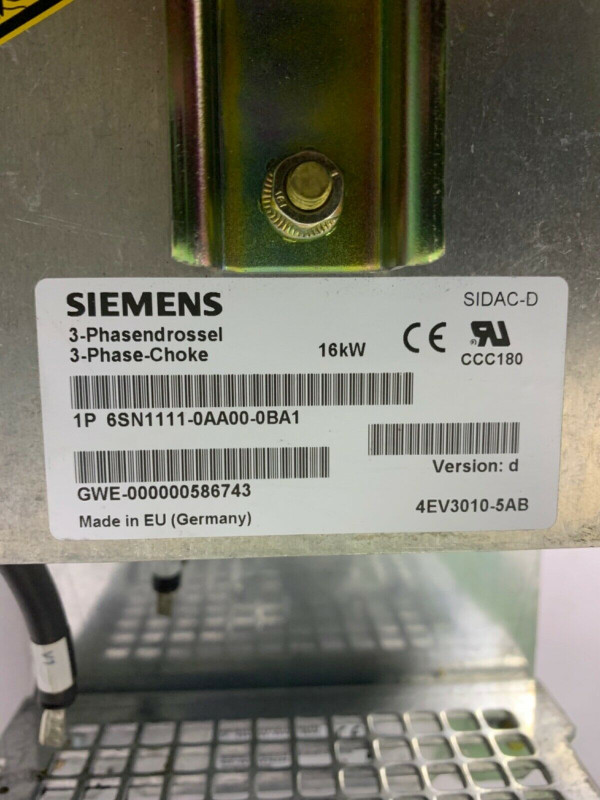 SIEMENS
SIDAC-D
3-Phasendrossel
3-Phase-Choke
16kW
CE
CCC180
1P 6SN1111-0AA00-0BA1
Version: d
GWE-000000586743
4EV3010-5AB
Made in EU (Germany)
S